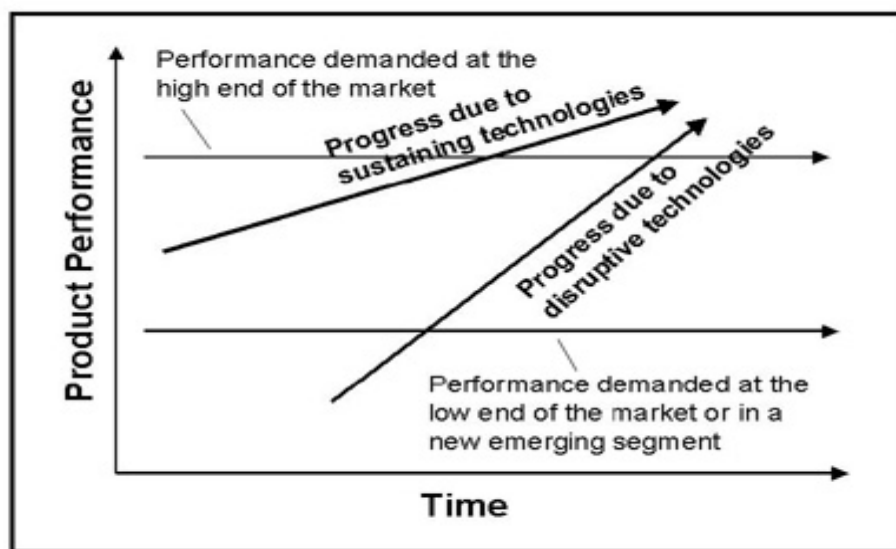 Performance demanded at the
high end of the market
Progress due to
sustaining technologies
Progress due to
disruptive technologies
Product Performance
Performance demanded at the
low end of the market or in a
new emerging segment
Time